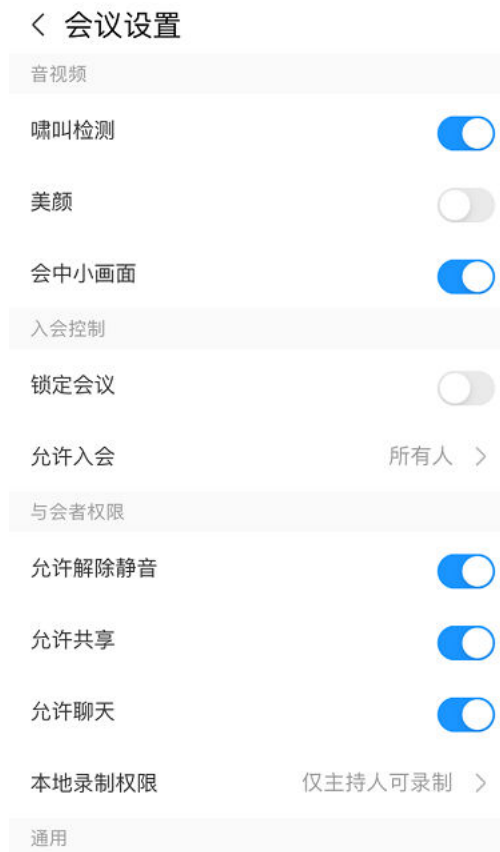 会议设置
音视频
啸叫检测
美颜
会中小画面
入会控制
锁定会议
允许入会 所有人
与会者权限
允许解除静音
允许共享
允许聊天
本地录制权限 仅主持人可录制
通用